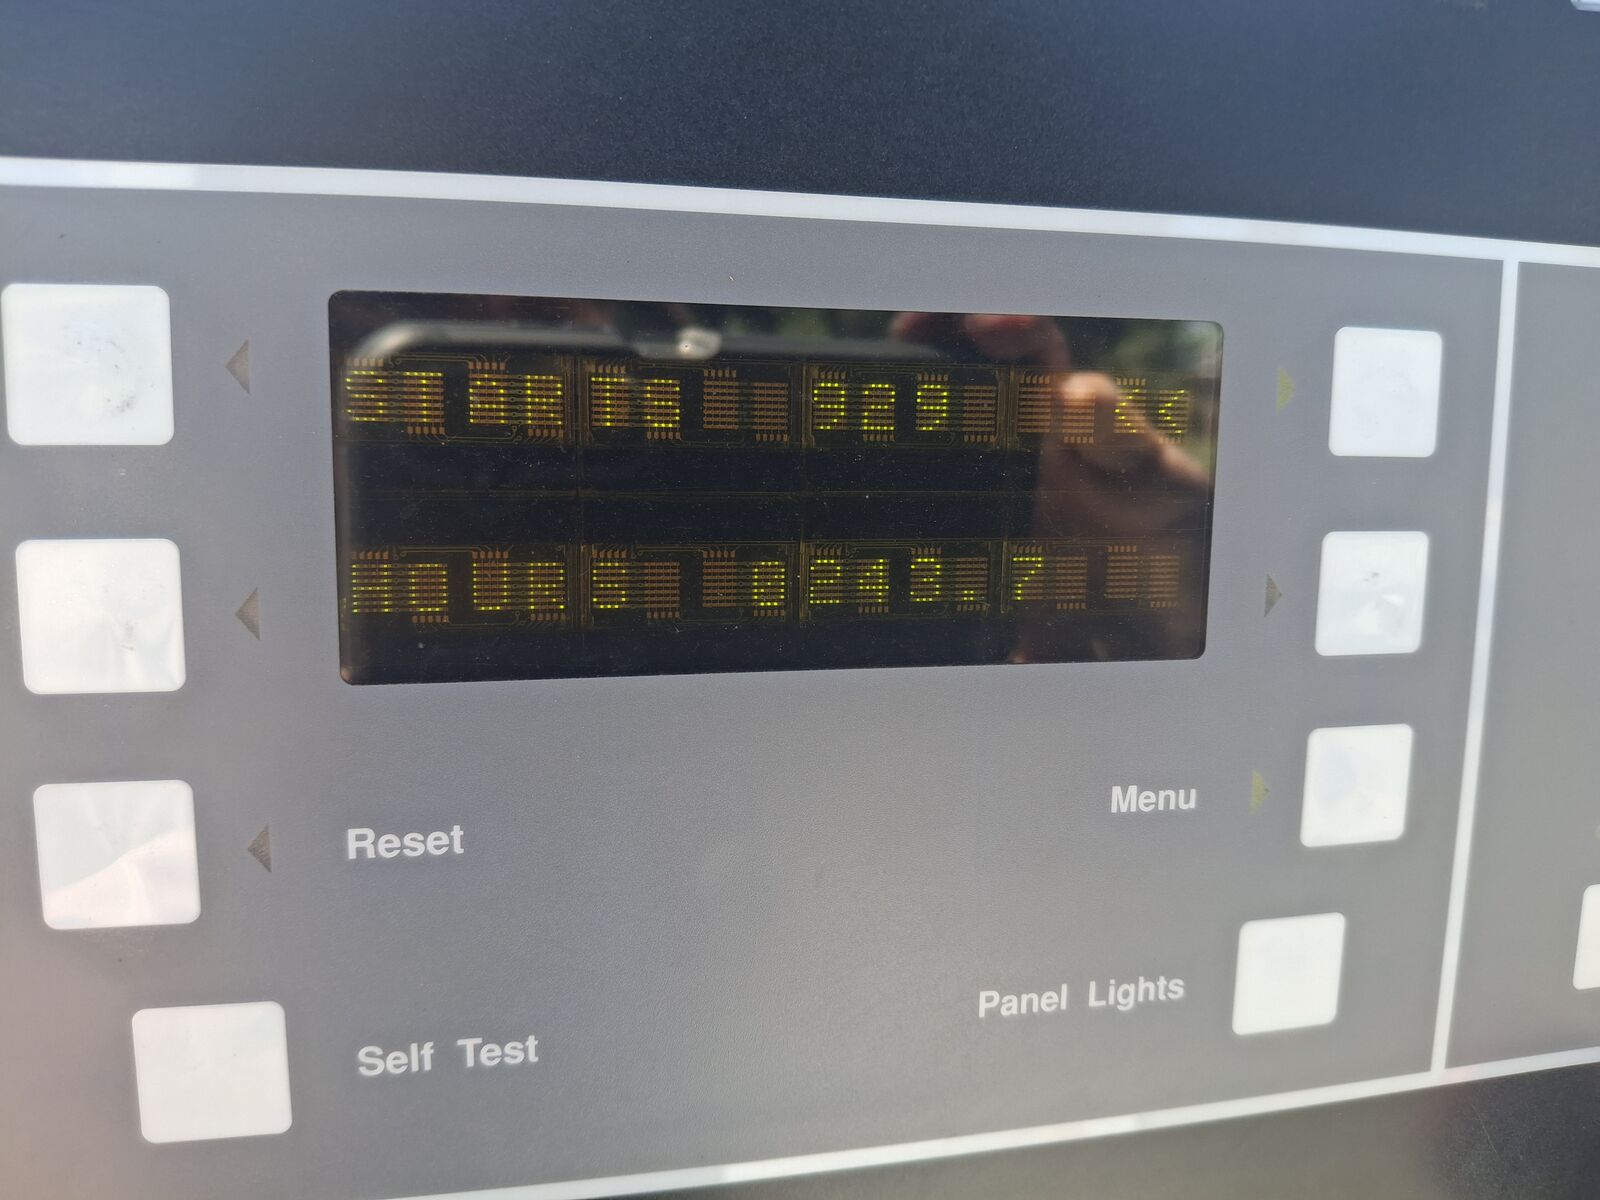 STARTS 929 <<
HOURS 0243.7
Menu
Reset
Panel Lights
Self Test